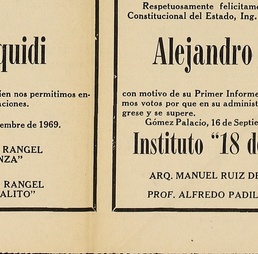 quidi
ien nos permitimos en-
aciones.
embre de 1969.
RANGEL
NZA"
RANGEL
ALITO"
Respetuosamente felicitam
Constitucional del Estado, Ing.
Alejandro
con motivo de su Primer Informe
mos votos por que en su administ
grese y se supere.
Gómez Palacio, 16 de Septie
Instituto "18 de
ARQ. MANUEL RUIZ DE
PROF. ALFREDO PADIL